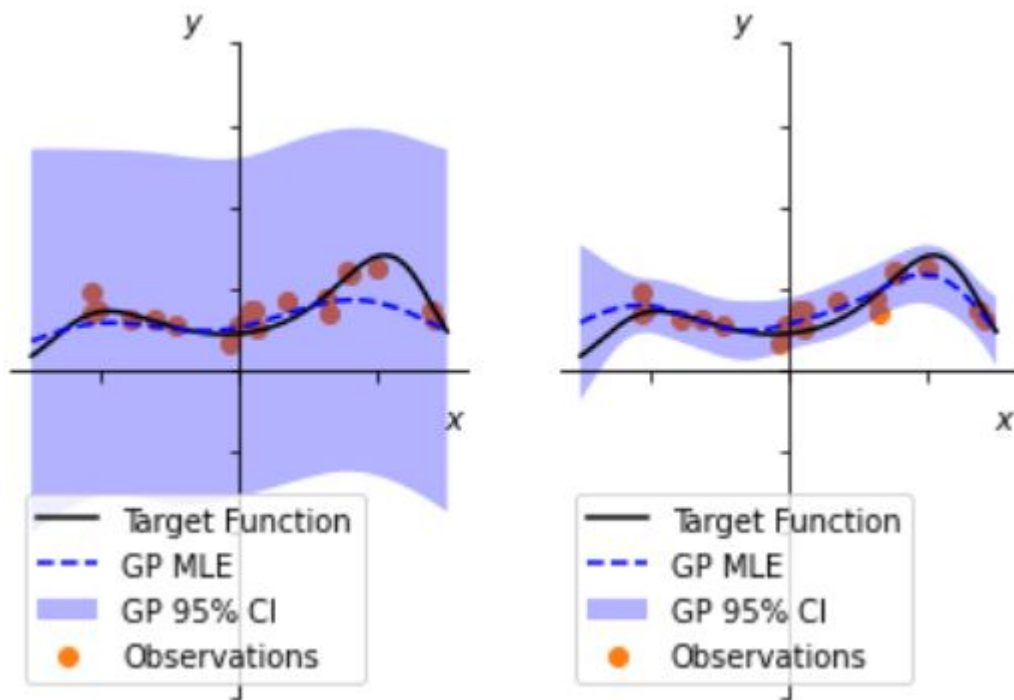 y
x
Target Function
GP MLE
GP 95% CI
Observations
y
x
Target Function
GP MLE
GP 95% CI
Observations